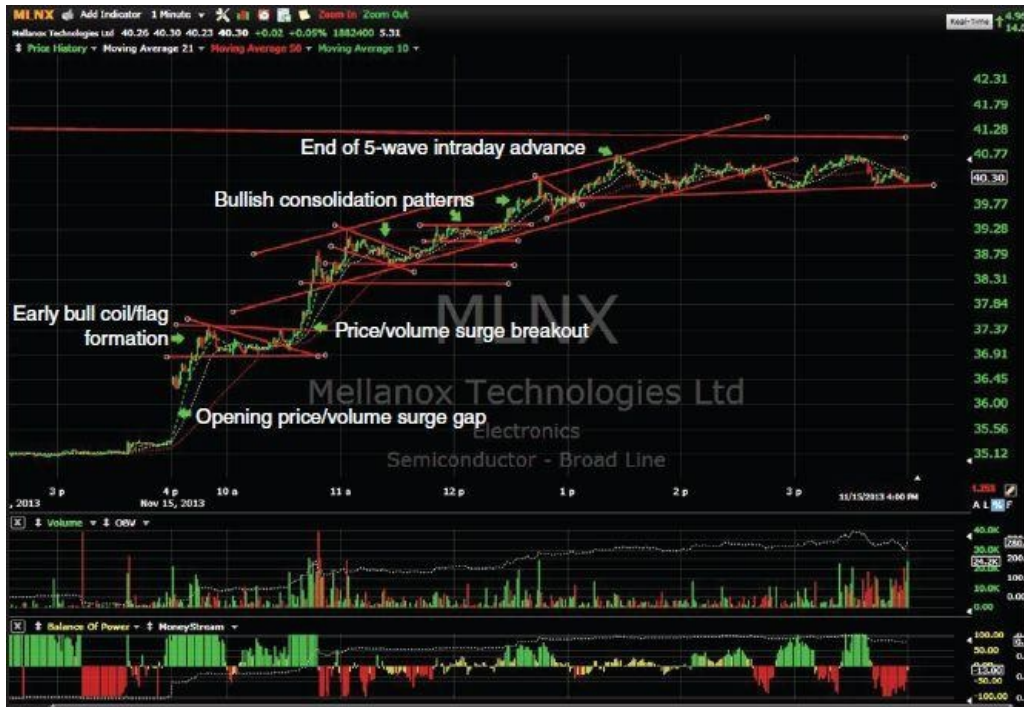 MLNX Add Indicator 1 Minute Zoom In Zoom Out
Real-Time
Mellanox Technologies Ltd 40.26 40.30 40.23 40.30 +0.02 +0.05% 1882400 5.31
Price History Moving Average 21 Moving Average 50 Moving Average 10
42.31
41.79
41.28
40.77
40.30
39.77
39.28
38.79
38.31
37.84
37.37
36.91
36.45
36.00
35.56
35.12
End of 5-wave intraday advance
Bullish consolidation patterns
Early bull coil/flag
formation
Price/volume surge breakout
Opening price/volume surge gap
MLNX
Mellanox Technologies Ltd
Electronics
Semiconductor - Broad Line
3 p 4 p 10 a 11 a 12 p 1 p 2 p 3 p
, 2013 Nov 15, 2013 11/15/2013 4:00 PM
A L % F
X Volume OBV
40.0K
30.0K
10.0K
0.00
X Balance Of Power MoneyStream
100.00
50.00
-13.00
-50.00
-100.00